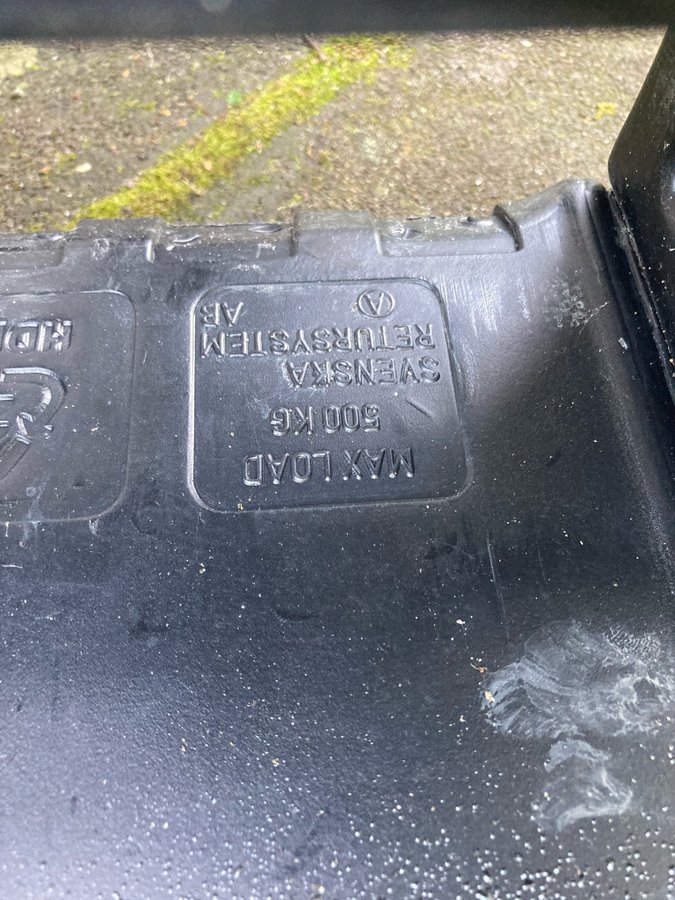 MAX LOAD
500 KG
SVENSKA
RETURSYSTEM
AB
A